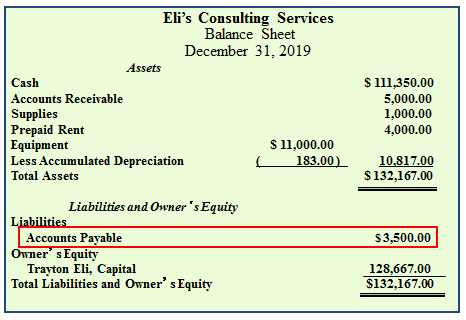 Eli's Consulting Services
Balance Sheet
December 31, 2019
Assets
Cash $ 111,350.00
Accounts Receivable 5,000.00
Supplies 1,000.00
Prepaid Rent 4,000.00
Equipment $ 11,000.00
Less Accumulated Depreciation ( 183.00 ) 10,817.00
Total Assets $ 132,167.00
Liabilities and Owner's Equity
Liabilities
Accounts Payable $ 3,500.00
Owner's Equity
Trayton Eli, Capital 128,667.00
Total Liabilities and Owner's Equity $132,167.00